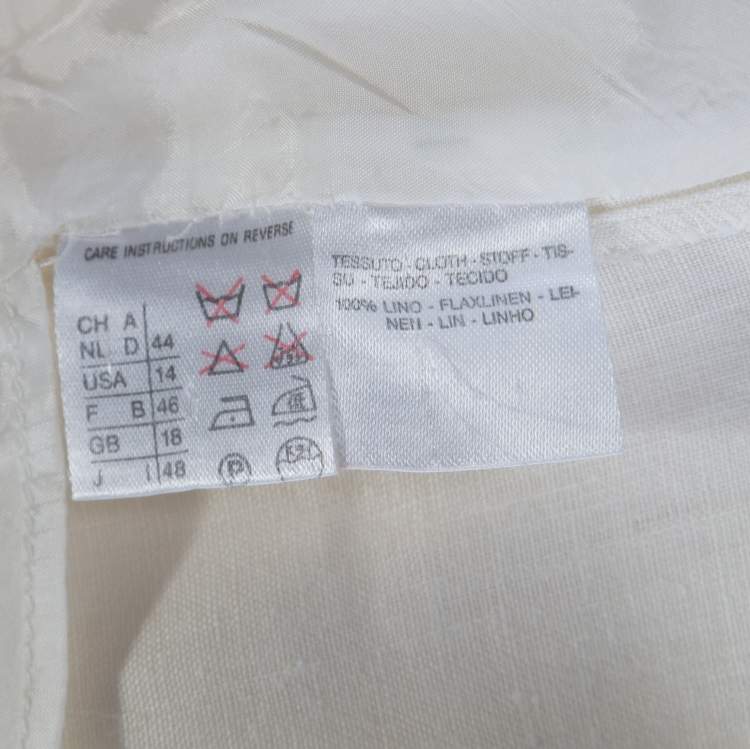 CARE INSTRUCTIONS ON REVERSE
CH A
NL D 44
USA 14
F B 46
GB 18
J I 48
低
P
TESSUTO - CLOTH - STOFF - TIS-
SU - TEJIDO - TECIDO
100% LINO - FLAXLINEN - LEI-
NEN - LIN - LINHO